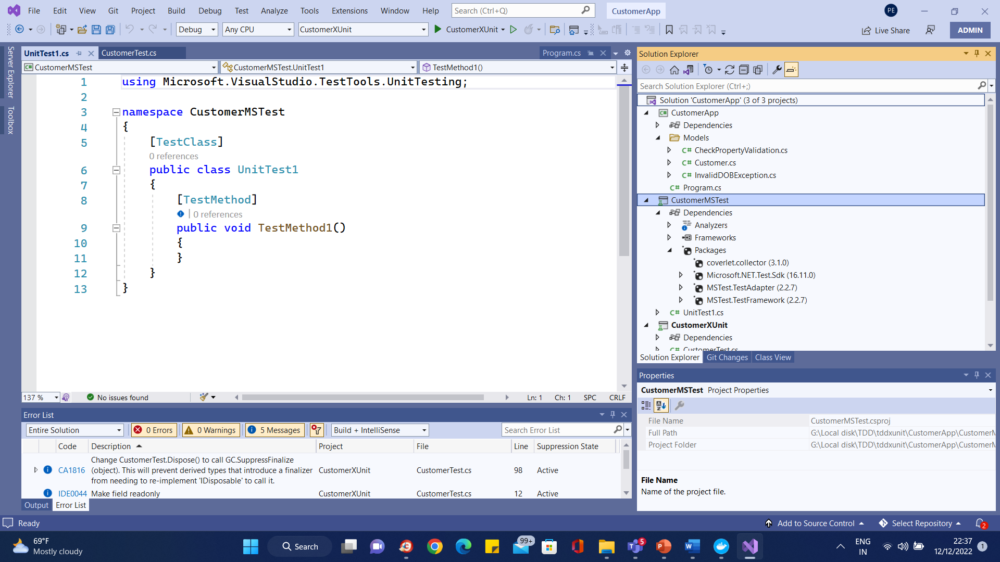 File Edit View Git Project Build Debug Test Analyze Tools Extensions Window Help Search (Ctrl+Q) CustomerApp PE
Debug Any CPU CustomerXUnit CustomerXUnit Live Share ADMIN
Server Explorer
Toolbox
UnitTest1.cs CustomerTest.cs Program.cs
CustomerMSTest CustomerMSTest.UnitTest1 TestMethod1()
1 using Microsoft.VisualStudio.TestTools.UnitTesting;
2
3 namespace CustomerMSTest
4 {
5 [TestClass]
0 references
6 public class UnitTest1
7 {
8 [TestMethod]
0 references
9 public void TestMethod1()
10 {
11 }
12 }
13 }
137 % No issues found Ln: 1 Ch: 1 SPC CRLF
Error List
Entire Solution 0 Errors 0 Warnings 5 Messages Build + IntelliSense Search Error List
Code Description Project File Line Suppression State
Change CustomerTest.Dispose() to call GC.SuppressFinalize
CA1816 (object). This will prevent derived types that introduce a finalizer CustomerXUnit CustomerTest.cs 98 Active
from needing to re-implement 'IDisposable' to call it.
IDE0044 Make field readonly CustomerXUnit CustomerTest.cs 12 Active
Output Error List
Solution Explorer
Search Solution Explorer (Ctrl+;)
Solution 'CustomerApp' (3 of 3 projects)
CustomerApp
Dependencies
Models
C# CheckPropertyValidation.cs
C# Customer.cs
C# InvalidDOBException.cs
C# Program.cs
CustomerMSTest
Dependencies
Analyzers
Frameworks
Packages
coverlet.collector (3.1.0)
Microsoft.NET.Test.Sdk (16.11.0)
MSTest.TestAdapter (2.2.7)
MSTest.TestFramework (2.2.7)
C# UnitTest1.cs
CustomerXUnit
Dependencies
C# CustomerTest.cs
Solution Explorer Git Changes Class View
Properties
CustomerMSTest Project Properties
File Name CustomerMSTest.csproj
Full Path G:\Local disk\TDD\tddxunit\CustomerApp\CustomerM
Project Folder G:\Local disk\TDD\tddxunit\CustomerApp\CustomerM
File Name
Name of the project file.
Ready Add to Source Control Select Repository 2
69°F
Mostly cloudy
Search 99+ 5
ENG
IN
22:37
12/12/2022 1